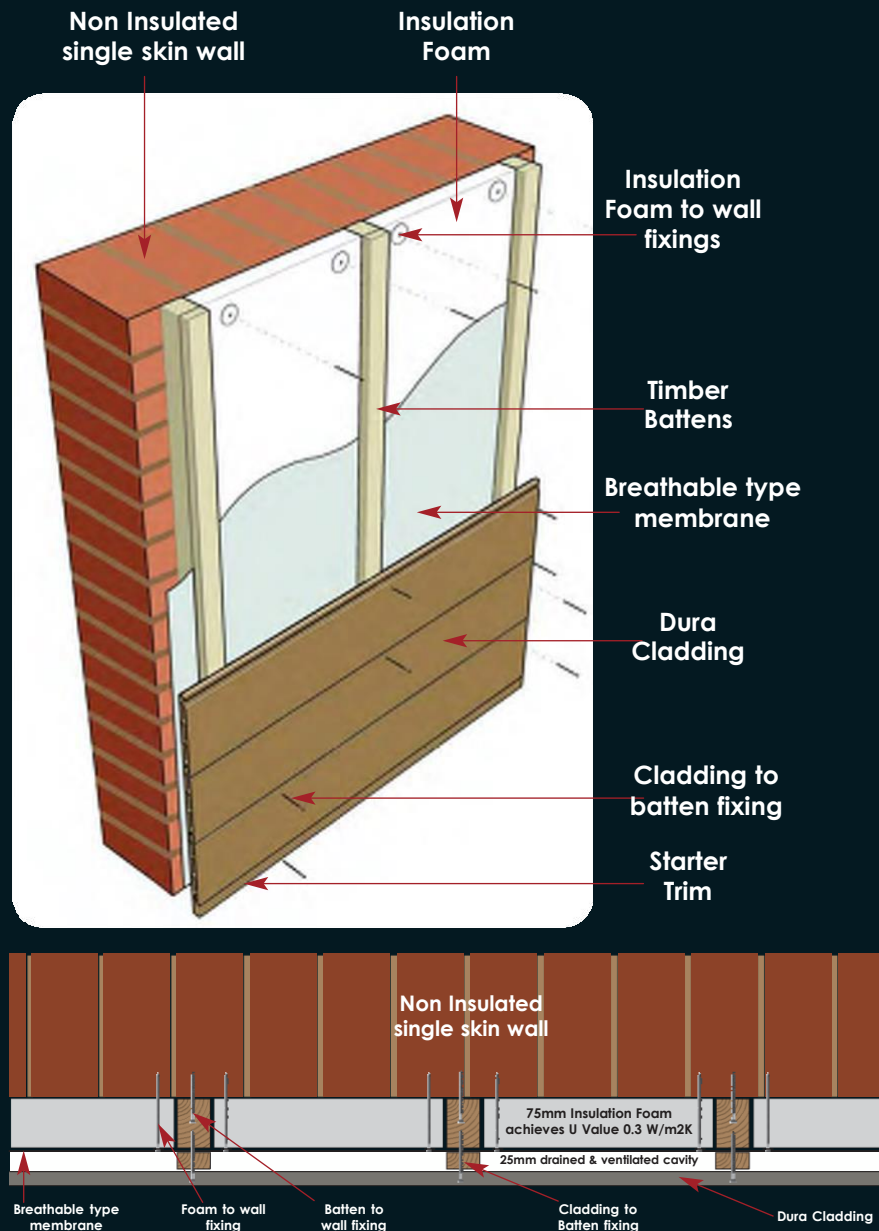 Non Insulated
single skin wall
Insulation
Foam
Insulation
Foam to wall
fixings
Timber
Battens
Breathable type
membrane
Dura
Cladding
Cladding to
batten fixing
Starter
Trim
Non Insulated
single skin wall
75mm Insulation Foam
achieves U Value 0.3 W/m2K
25mm drained & ventilated cavity
Breathable type
membrane
Foam to wall
fixing
Batten to
wall fixing
Cladding to
Batten fixing
Dura Cladding